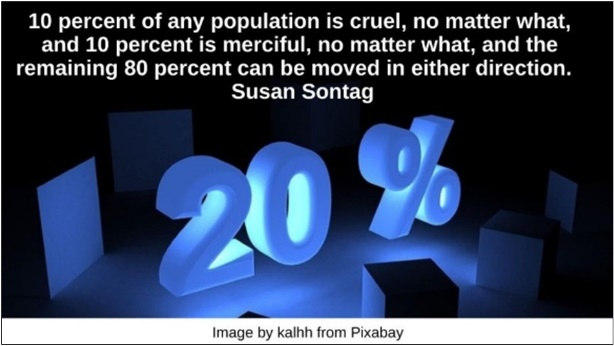 10 percent of any population is cruel, no matter what,
and 10 percent is merciful, no matter what, and the
remaining 80 percent can be moved in either direction.
Susan Sontag
20 %
Image by kalhh from Pixabay